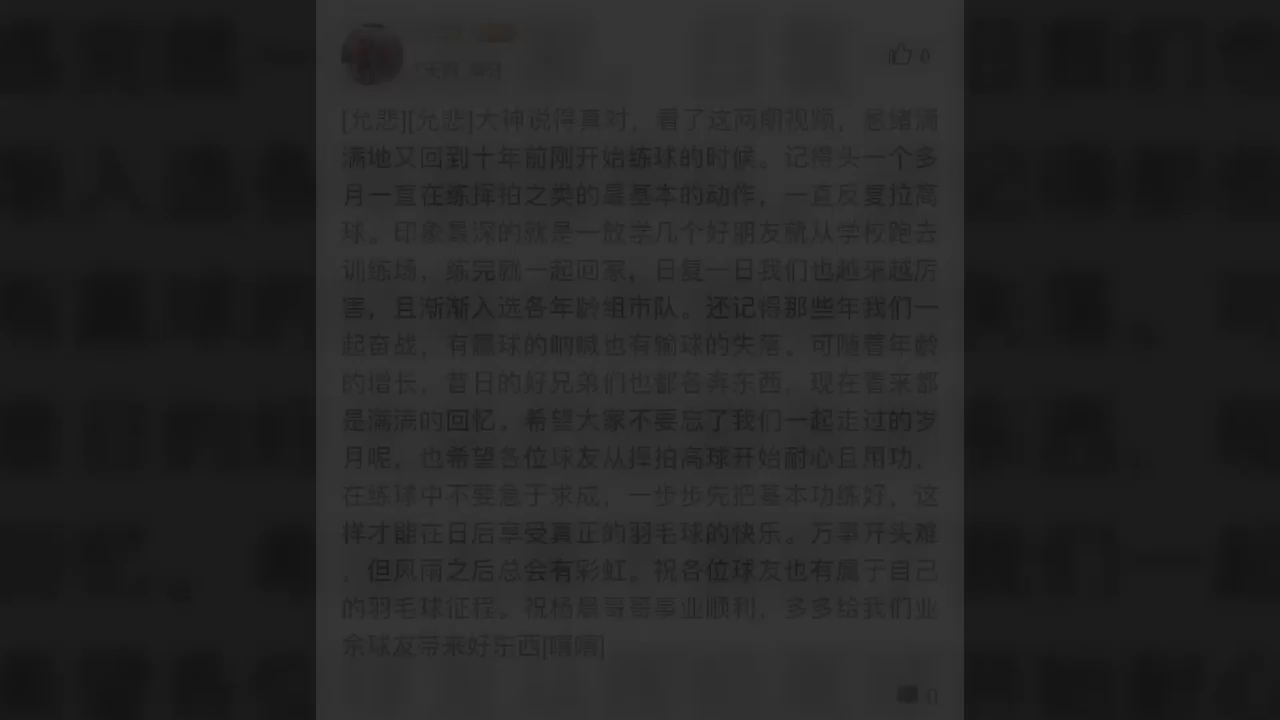 0
[允悲][允悲]大神说得真对，看了这两期视频，思绪满
满地又回到十年前刚开始练球的时候。记得头一个多
月一直在练挥拍之类的最基本的动作，一直反复拉高
球。印象最深的就是一放学几个好朋友就从学校跑去
训练场，练完就一起回家，日复一日我们也越来越厉
害，且渐渐入选各年龄组市队。还记得那些年我们一
起奋战，有赢球的呐喊也有输球的失落。可随着年龄
的增长，昔日的好兄弟们也都各奔东西，现在看来都
是满满的回忆。希望大家不要忘了我们一起走过的岁
月呢，也希望各位球友从挥拍高球开始耐心且用功，
在练球中不要急于求成，一步步先把基本功练好，这
样才能在日后享受真正的羽毛球的快乐。万事开头难
，但风雨之后总会有彩虹。祝各位球友也有属于自己
的羽毛球征程。祝杨晨哥哥事业顺利，多多给我们业
余球友带来好东西[嘻嘻]
0